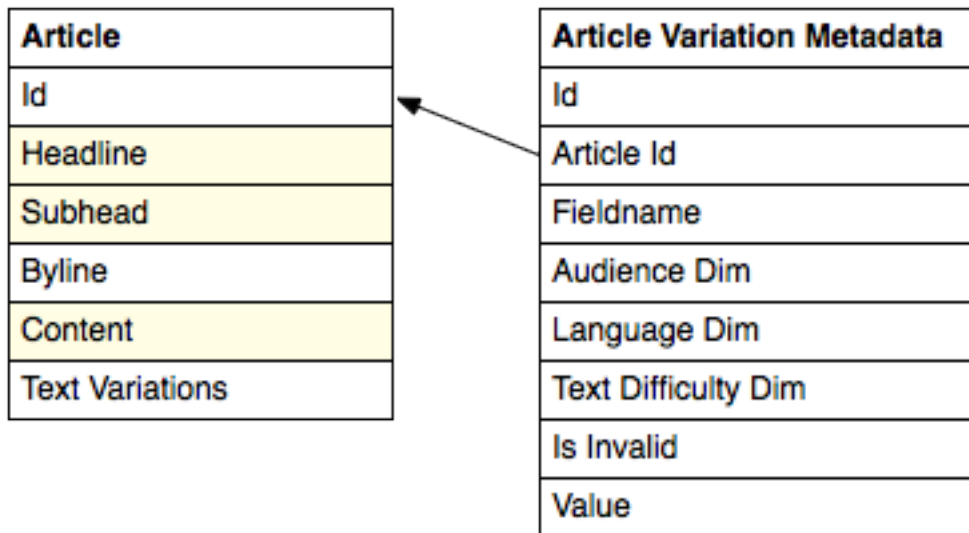 Article
Id
Headline
Subhead
Byline
Content
Text Variations
Article Variation Metadata
Id
Article Id
Fieldname
Audience Dim
Language Dim
Text Difficulty Dim
Is Invalid
Value